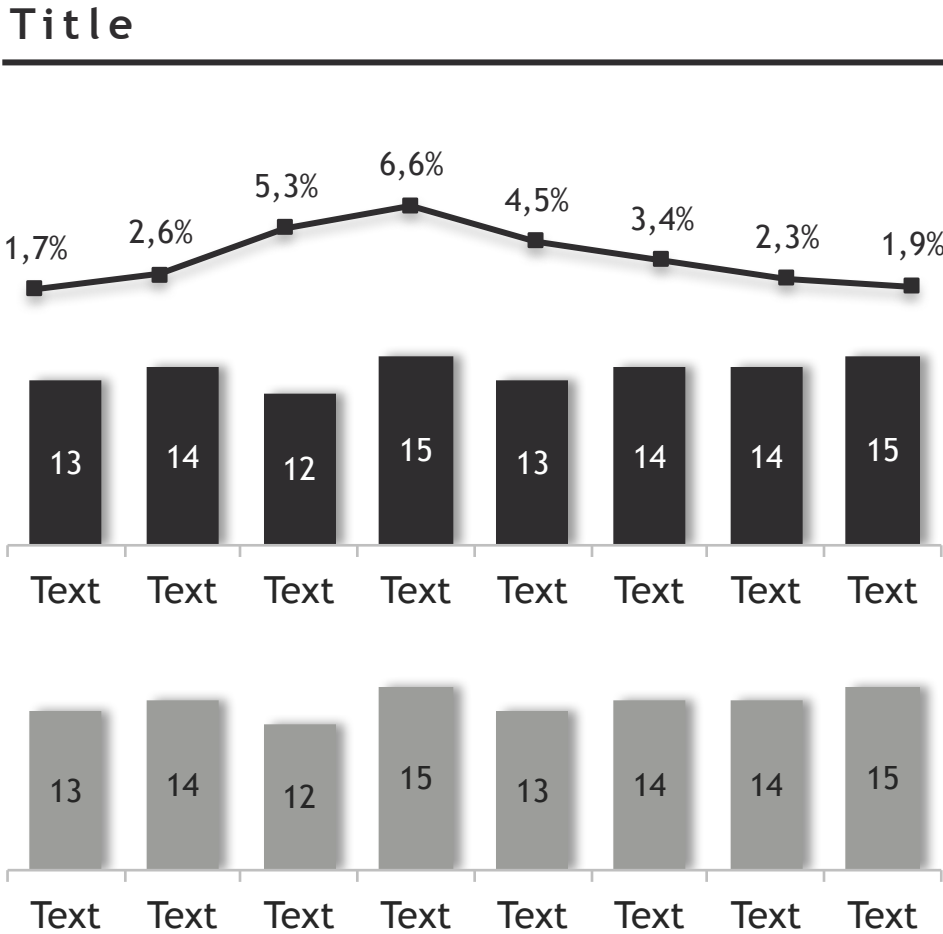 Title
1,7% 2,6% 5,3% 6,6% 4,5% 3,4% 2,3% 1,9%
13 14 12 15 13 14 14 15
Text Text Text Text Text Text Text Text
13 14 12 15 13 14 14 15
Text Text Text Text Text Text Text Text